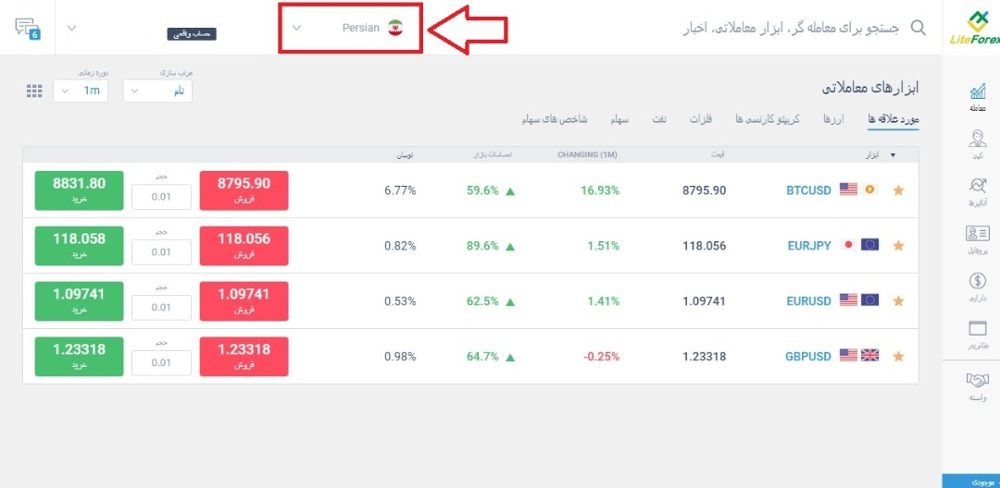 LiteForex
جستجو برای معامله گر، ابزار معاملاتی، اخبار
Persian
حساب واقعی
6
ابزارهای معاملاتی
مرتب سازی
نام
دوره زمانی
1m
مورد علاقه ها ارزها کریپتو کارنسی ها فلزات نفت سهام شاخص های سهام
ابزار قیمت CHANGING (1M) احساسات بازار نوسان
BTCUSD 8795.90 16.93% 59.6% 6.77% 8795.90 فروش حجم 0.01 8831.80 خرید
EURJPY 118.056 1.51% 89.6% 0.82% 118.056 فروش حجم 0.01 118.058 خرید
EURUSD 1.09741 1.41% 62.5% 0.53% 1.09741 فروش حجم 0.01 1.09741 خرید
GBPUSD 1.23318 -0.25% 64.7% 0.98% 1.23318 فروش حجم 0.01 1.23318 خرید
معامله
کپی
آنالیزها
پروفایل
دارایی
متاتریدر
وابسته
موجودی